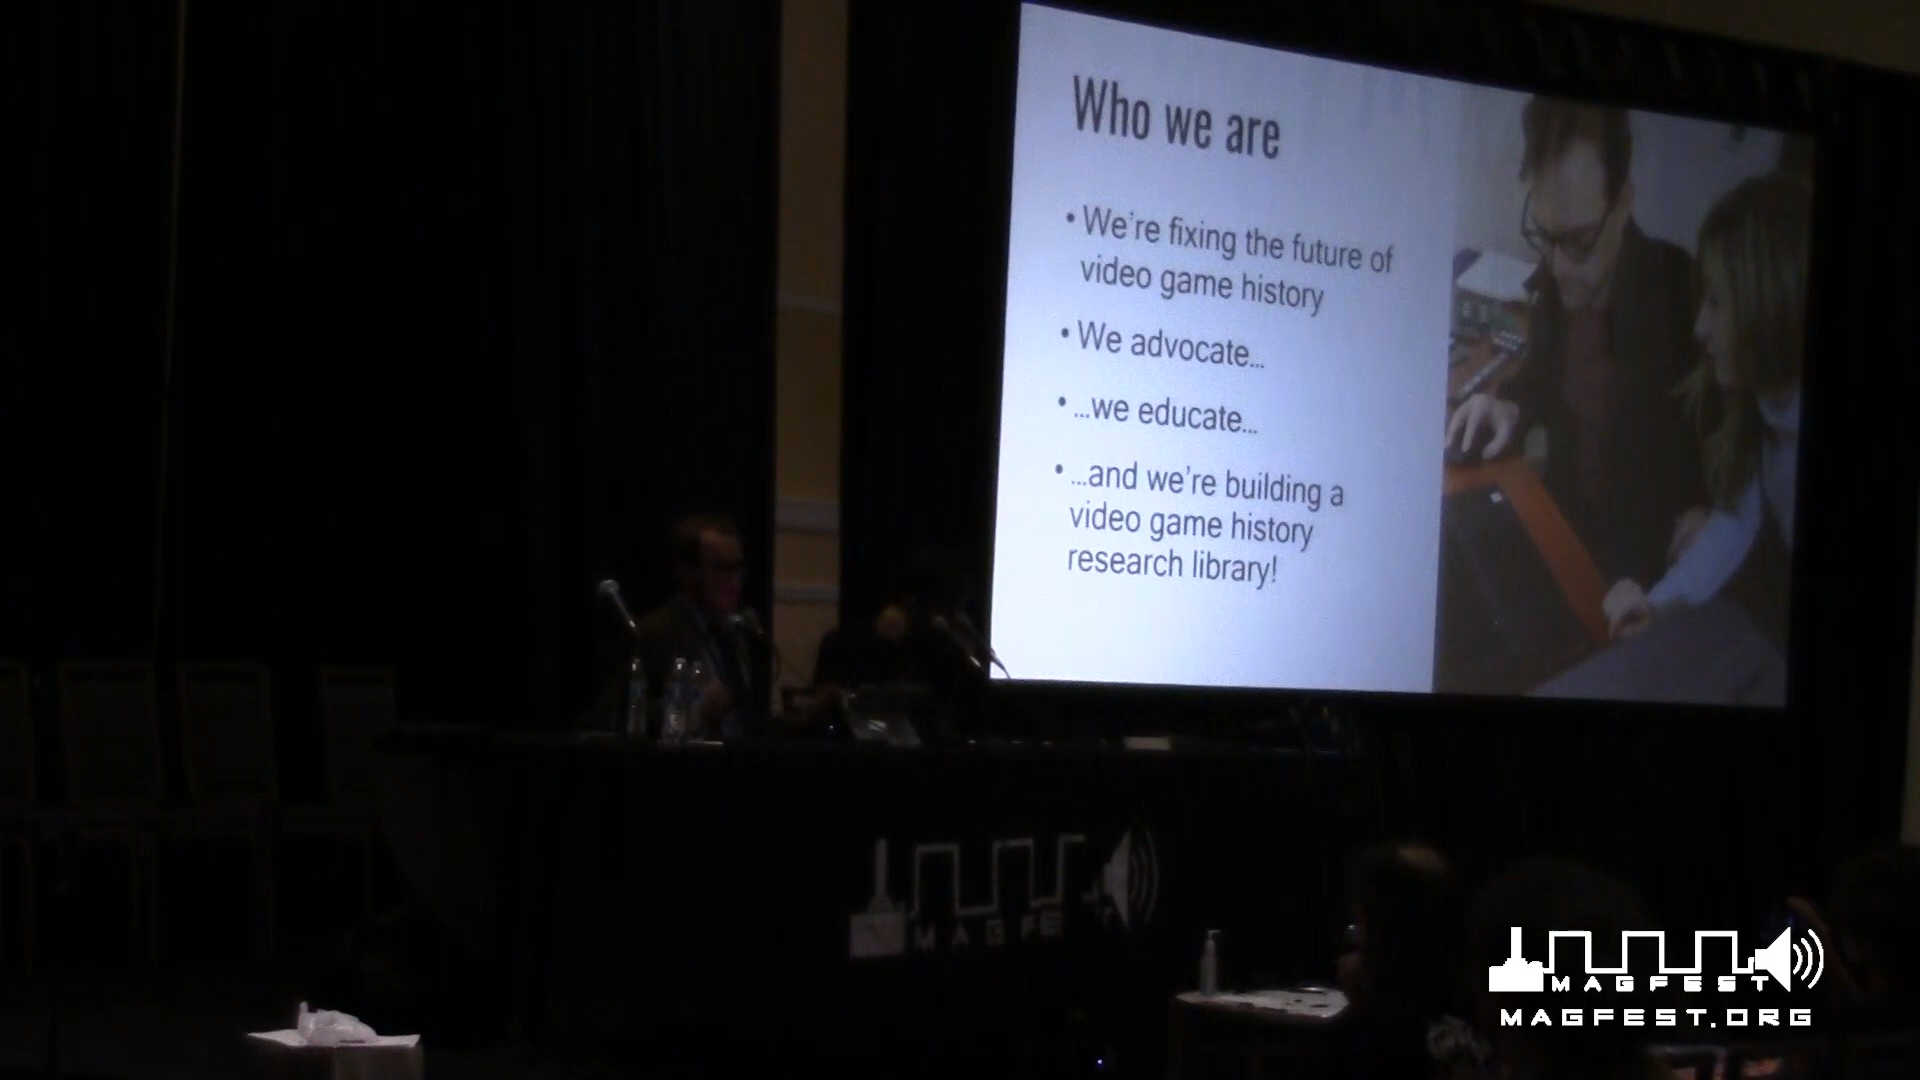 Who we are
• We're fixing the future of
video game history
• We advocate...
• ...we educate...
• ...and we're building a
video game history
research library!
MAGFE
MAGFEST
MAGFEST.ORG